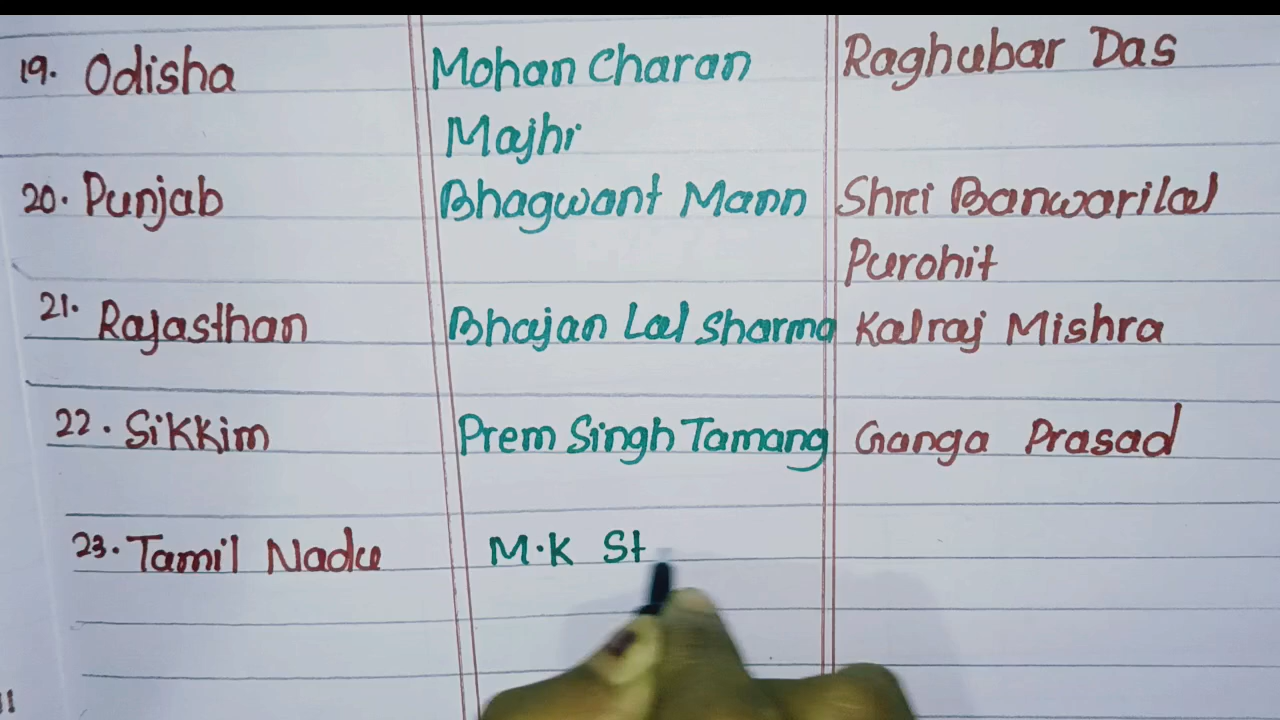 19. Odisha Mohan Charan Raghubar Das
Majhi
20. Punjab Bhagwant Mann Shri Banwarilal
Purohit
21. Rajasthan Bhajan Lal Sharma Kalraj Mishra
22. Sikkim Prem Singh Tamang Ganga Prasad
23. Tamil Nadu M.K St